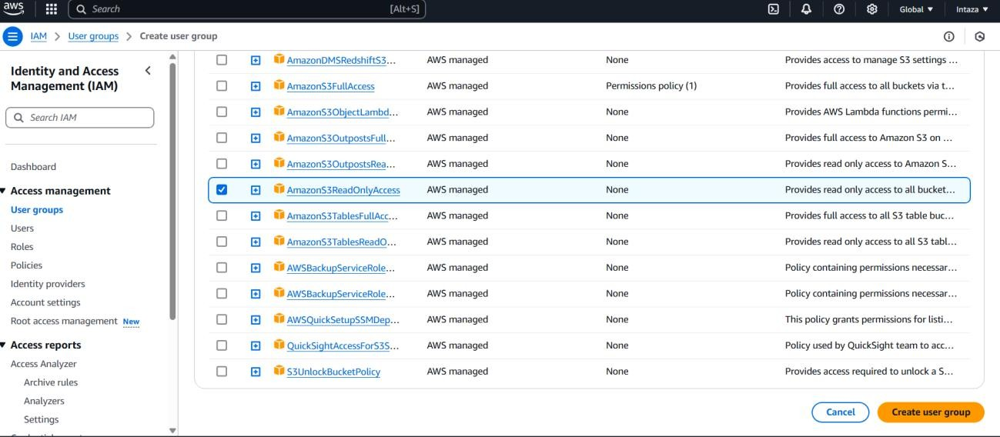 aws
Search
[Alt+S]
Global
Intaza
IAM
User groups
Create user group
Identity and Access
Management (IAM)
Search IAM
Dashboard
Access management
User groups
Users
Roles
Policies
Identity providers
Account settings
Root access management New
Access reports
Access Analyzer
Archive rules
Analyzers
Settings
AmazonDMSRedshiftS3... AWS managed None Provides access to manage S3 settings ...
AmazonS3FullAccess AWS managed Permissions policy (1) Provides full access to all buckets via t...
AmazonS3ObjectLambd... AWS managed None Provides AWS Lambda functions permi...
AmazonS3OutpostsFull... AWS managed None Provides full access to Amazon S3 on ...
AmazonS3OutpostsRea... AWS managed None Provides read only access to Amazon S...
AmazonS3ReadOnlyAccess AWS managed None Provides read only access to all bucket...
AmazonS3TablesFullAcc... AWS managed None Provides full access to all S3 table buc...
AmazonS3TablesReadO... AWS managed None Provides read only access to all S3 tabl...
AWSBackupServiceRole... AWS managed None Policy containing permissions necessar...
AWSBackupServiceRole... AWS managed None Policy containing permissions necessar...
AWSQuickSetupSSMDep... AWS managed None This policy grants permissions for listi...
QuickSightAccessForS3S... AWS managed None Policy used by QuickSight team to acc...
S3UnlockBucketPolicy AWS managed None Provides access required to unlock a S...
Cancel
Create user group